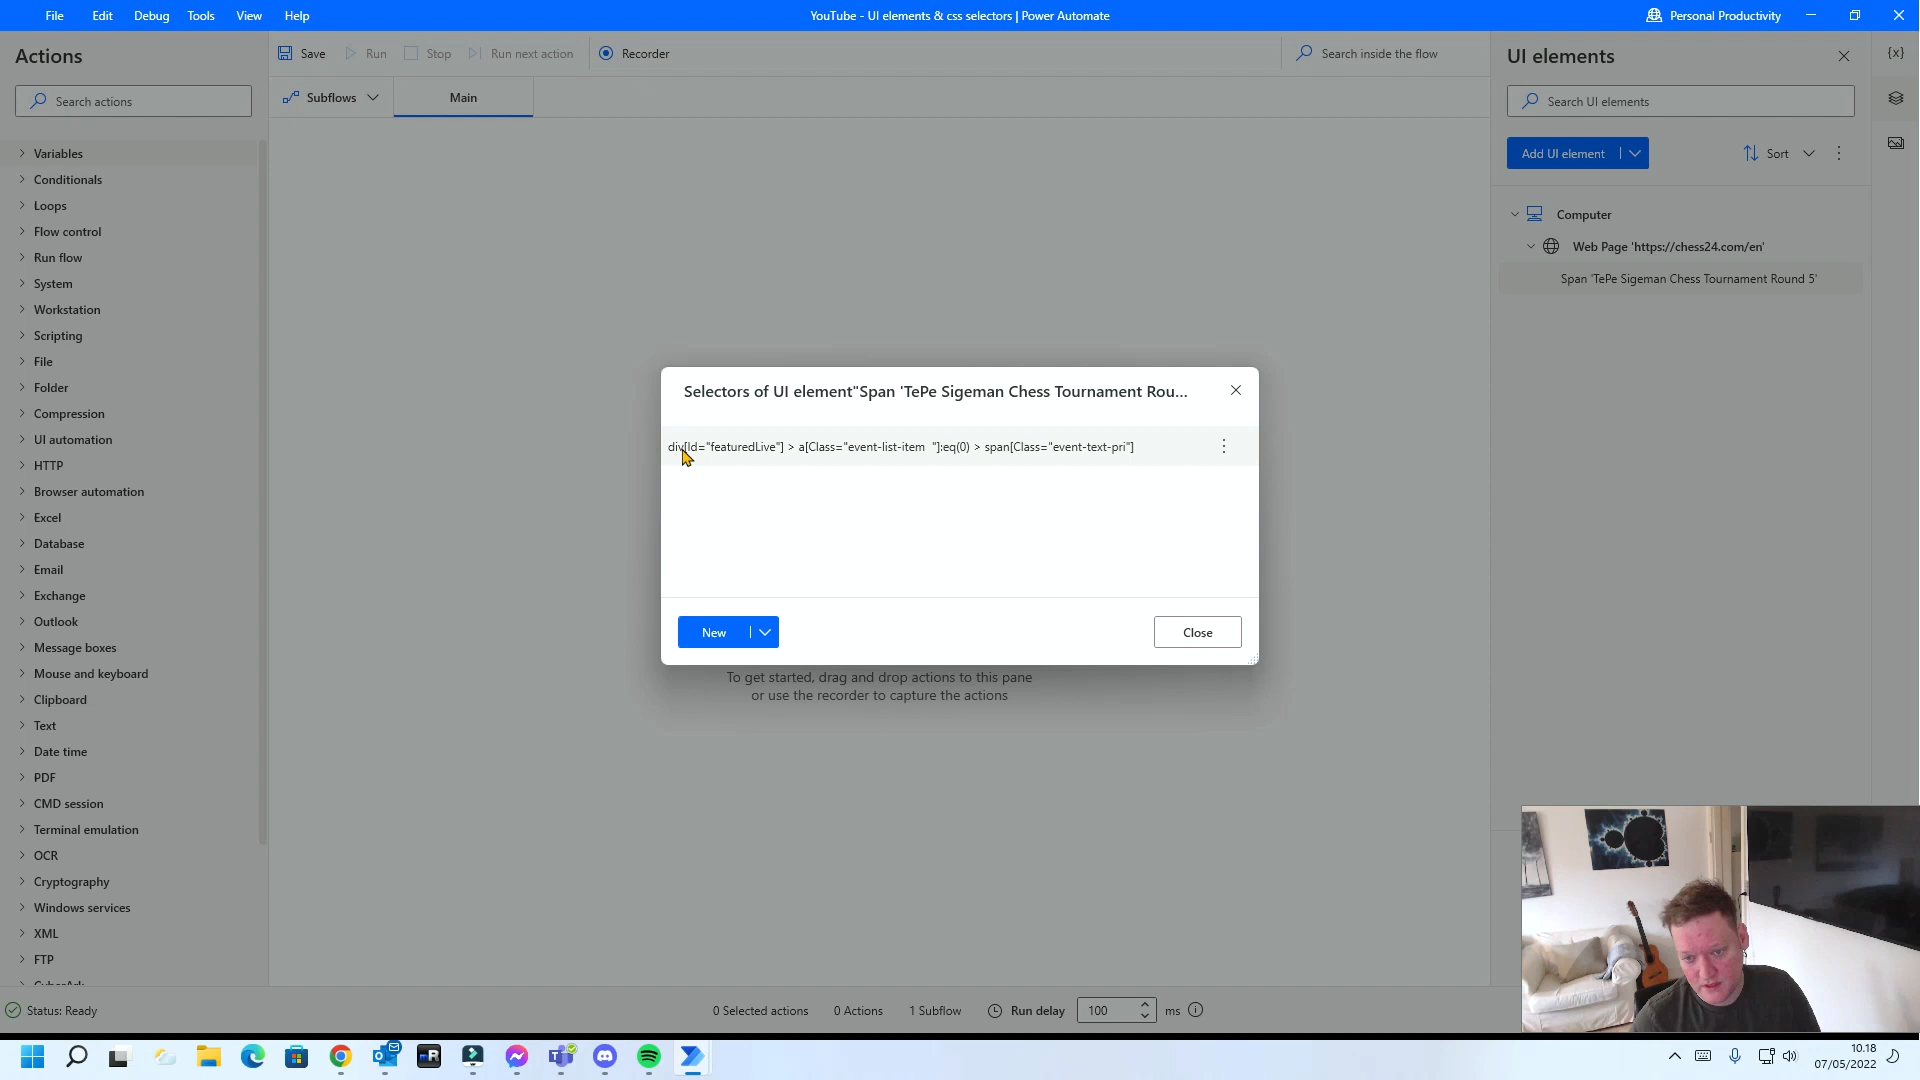 File Edit Debug Tools View Help
YouTube - UI elements & css selectors | Power Automate
Personal Productivity
Actions
Search actions
Variables
Conditionals
Loops
Flow control
Run flow
System
Workstation
Scripting
File
Folder
Compression
UI automation
HTTP
Browser automation
Excel
Database
Email
Exchange
Outlook
Message boxes
Mouse and keyboard
Clipboard
Text
Date time
PDF
CMD session
Terminal emulation
OCR
Cryptography
Windows services
XML
FTP
CyberArk
Save Run Stop Run next action Recorder
Search inside the flow
Subflows Main
Selectors of UI element"Span 'TePe Sigeman Chess Tournament Rou...
div[Id="featuredLive"] > a[Class="event-list-item  "]:eq(0) > span[Class="event-text-pri"]
New
Close
To get started, drag and drop actions to this pane
or use the recorder to capture the actions
UI elements
{x}
Search UI elements
Add UI element
Sort
Computer
Web Page 'https://chess24.com/en'
Span 'TePe Sigeman Chess Tournament Round 5'
Status: Ready
0 Selected actions 0 Actions 1 Subflow Run delay 100 ms
10.18
07/05/2022